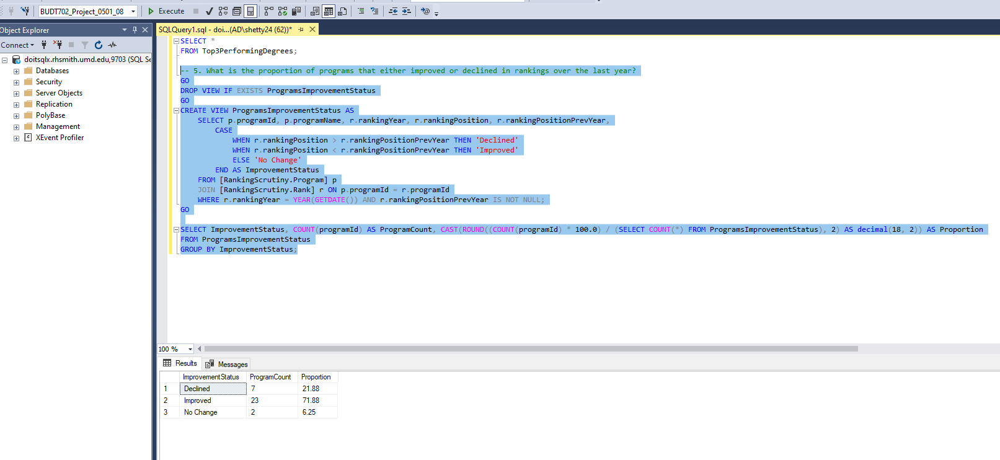 BUDT702_Project_0501_08
Execute
Object Explorer
Connect
doitsqlx.rhsmith.umd.edu,9703 (SQL Se
Databases
Security
Server Objects
Replication
PolyBase
Management
XEvent Profiler
SQLQuery1.sql - doi...(AD\shetty24 (62))*
SELECT *
FROM Top3PerformingDegrees;
-- 5. What is the proportion of programs that either improved or declined in rankings over the last year?
GO
DROP VIEW IF EXISTS ProgramsImprovementStatus
GO
CREATE VIEW ProgramsImprovementStatus AS
SELECT p.programId, p.programName, r.rankingYear, r.rankingPosition, r.rankingPositionPrevYear,
CASE
WHEN r.rankingPosition > r.rankingPositionPrevYear THEN 'Declined'
WHEN r.rankingPosition < r.rankingPositionPrevYear THEN 'Improved'
ELSE 'No Change'
END AS ImprovementStatus
FROM [RankingScrutiny.Program] p
JOIN [RankingScrutiny.Rank] r ON p.programId = r.programId
WHERE r.rankingYear = YEAR(GETDATE()) AND r.rankingPositionPrevYear IS NOT NULL;
GO
SELECT ImprovementStatus, COUNT(programId) AS ProgramCount, CAST(ROUND((COUNT(programId) * 100.0) / (SELECT COUNT(*) FROM ProgramsImprovementStatus), 2) AS decimal(18, 2)) AS Proportion
FROM ProgramsImprovementStatus
GROUP BY ImprovementStatus;
100 %
Results Messages
ImprovementStatus ProgramCount Proportion
1 Declined 7 21.88
2 Improved 23 71.88
3 No Change 2 6.25